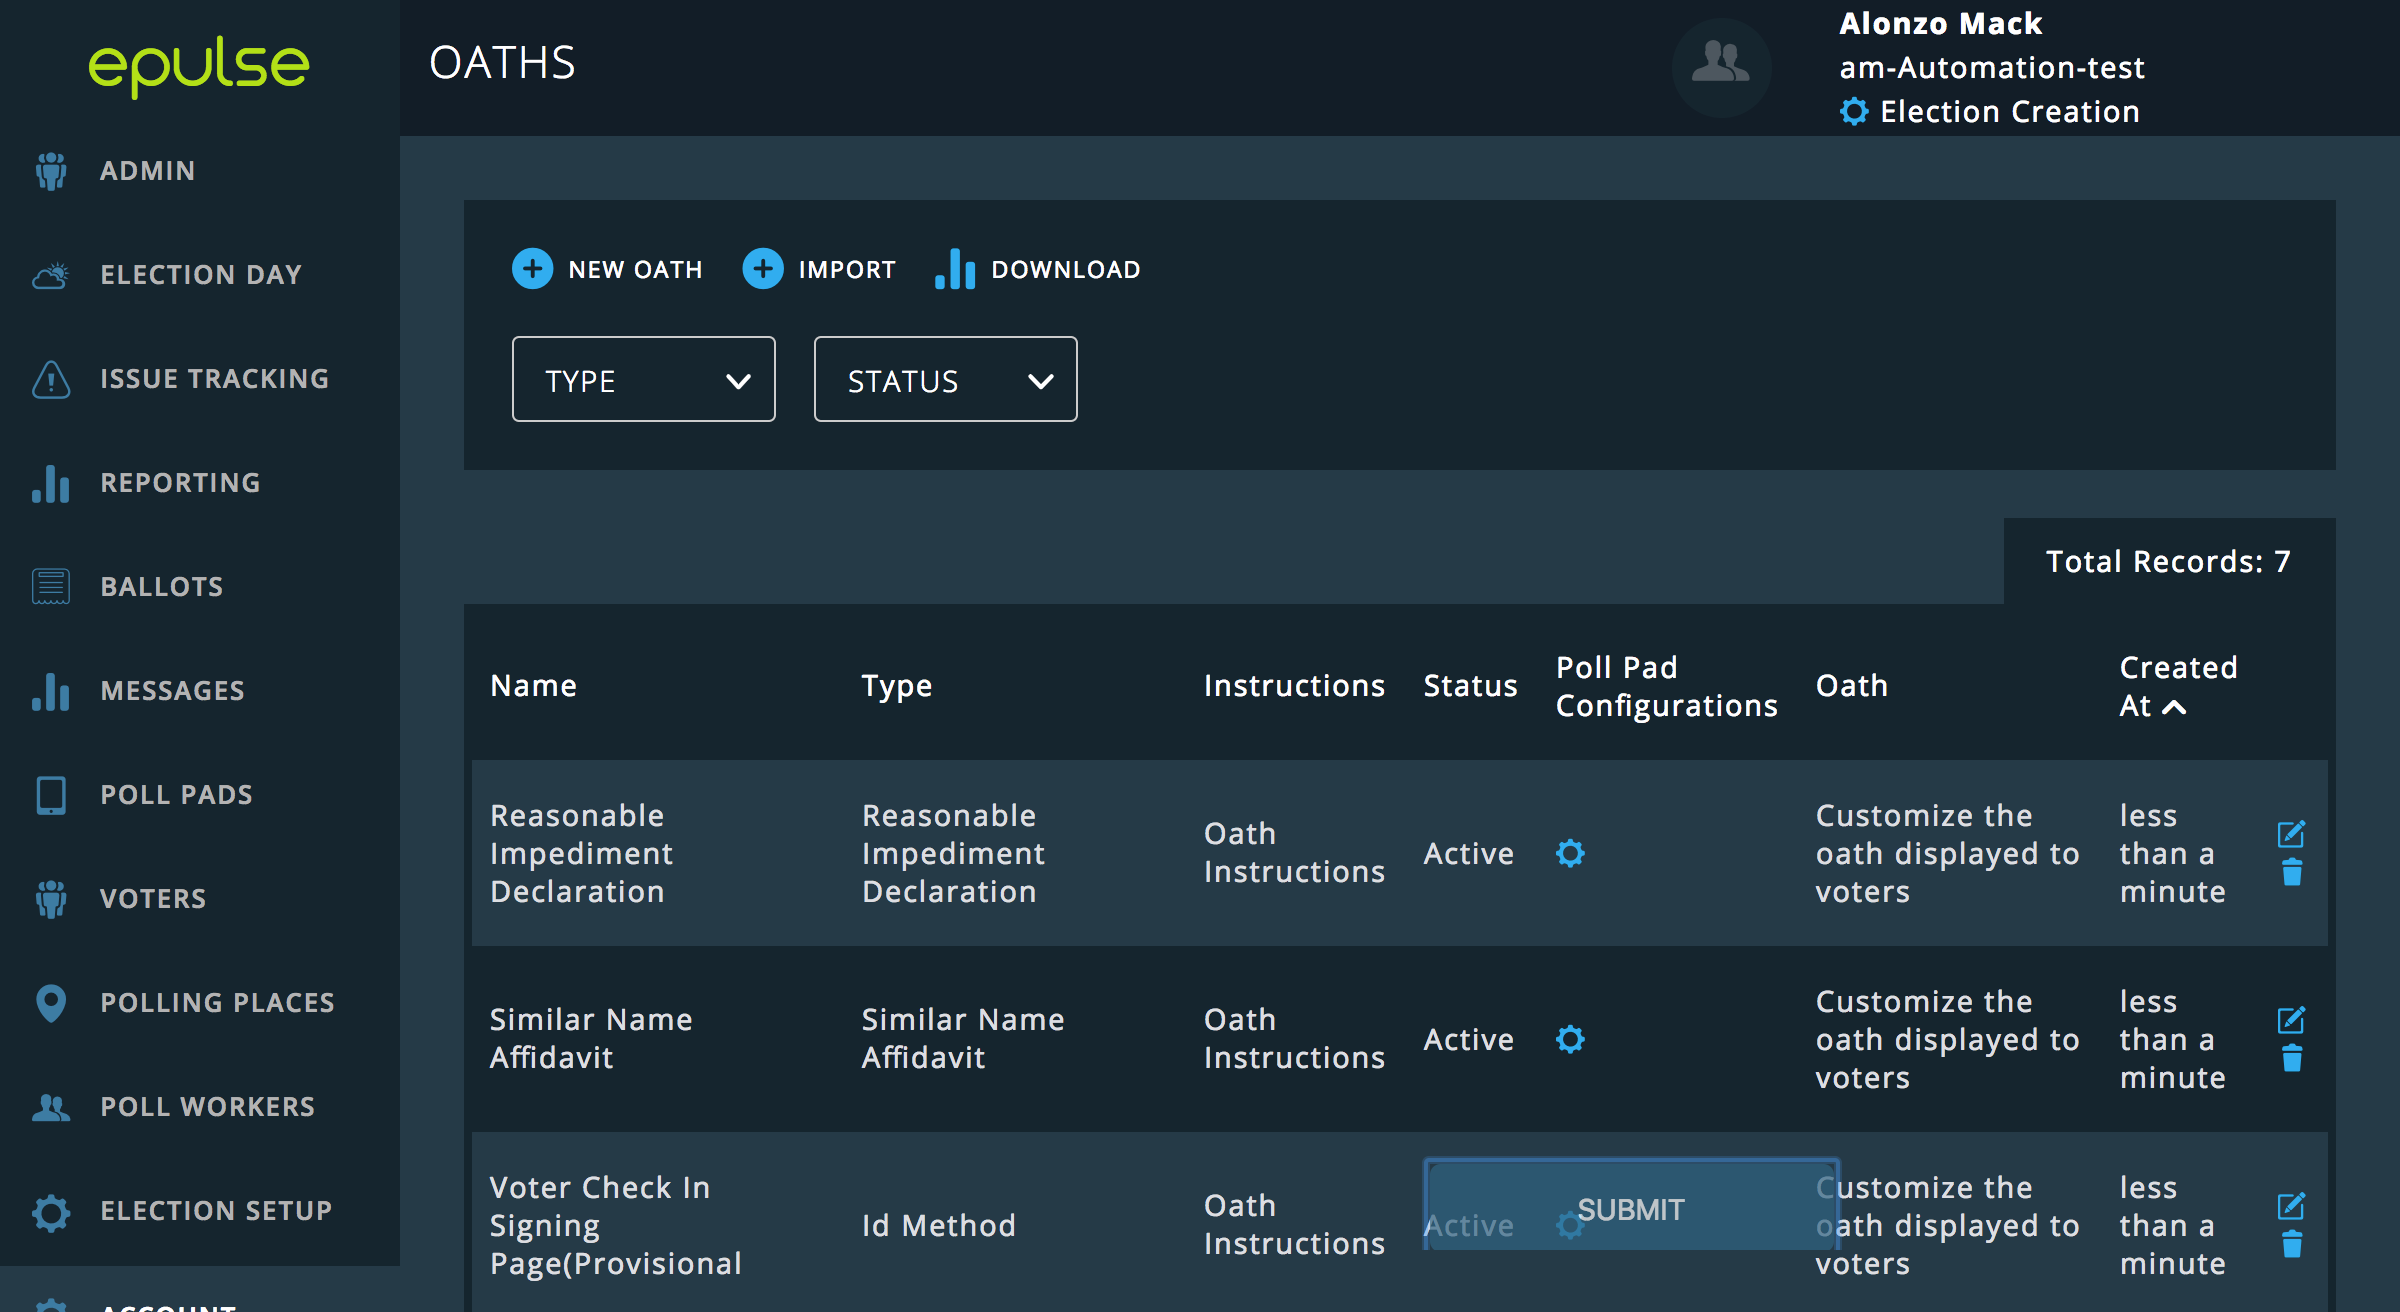 epulse
OATHS
Alonzo Mack
am-Automation-test
Election Creation
ADMIN
ELECTION DAY
ISSUE TRACKING
REPORTING
BALLOTS
MESSAGES
POLL PADS
VOTERS
POLLING PLACES
POLL WORKERS
ELECTION SETUP
ACCOUNT
NEW OATH IMPORT DOWNLOAD
TYPE STATUS
Total Records: 7
Name Type Instructions Status Poll Pad Configurations Oath Created At
Reasonable Impediment Declaration Reasonable Impediment Declaration Oath Instructions Active Customize the oath displayed to voters less than a minute
Similar Name Affidavit Similar Name Affidavit Oath Instructions Active Customize the oath displayed to voters less than a minute
Voter Check In Signing Page(Provisional Id Method Oath Instructions Active Customize the oath displayed to voters less than a minute
SUBMIT